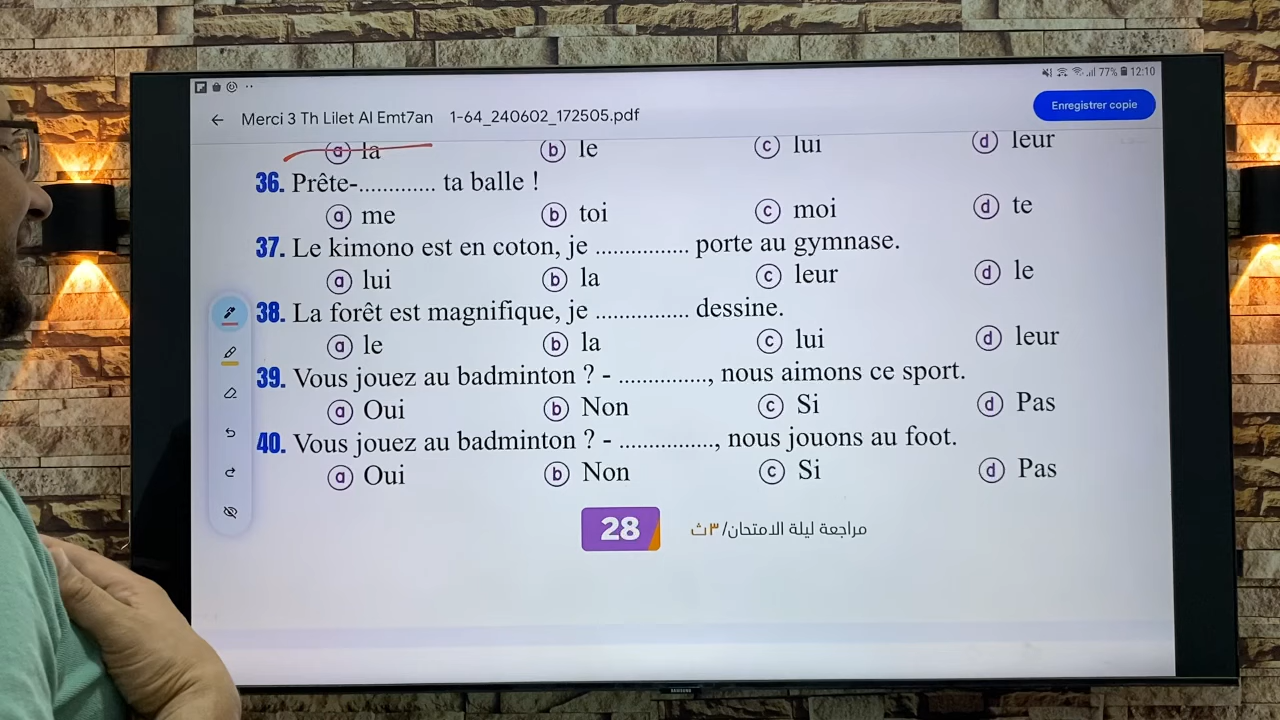 77% 12:10
← Merci 3 Th Lilet Al Emt7an 1-64_240602_172505.pdf
Enregistrer copie
a la b le c lui d leur
36. Prête-............. ta balle !
a me b toi c moi d te
37. Le kimono est en coton, je ................ porte au gymnase.
a lui b la c leur d le
38. La forêt est magnifique, je ................ dessine.
a le b la c lui d leur
39. Vous jouez au badminton ? - ..............., nous aimons ce sport.
a Oui b Non c Si d Pas
40. Vous jouez au badminton ? - ................, nous jouons au foot.
a Oui b Non c Si d Pas
28 مراجعة ليلة الامتحان/٣ث
SAMSUNG